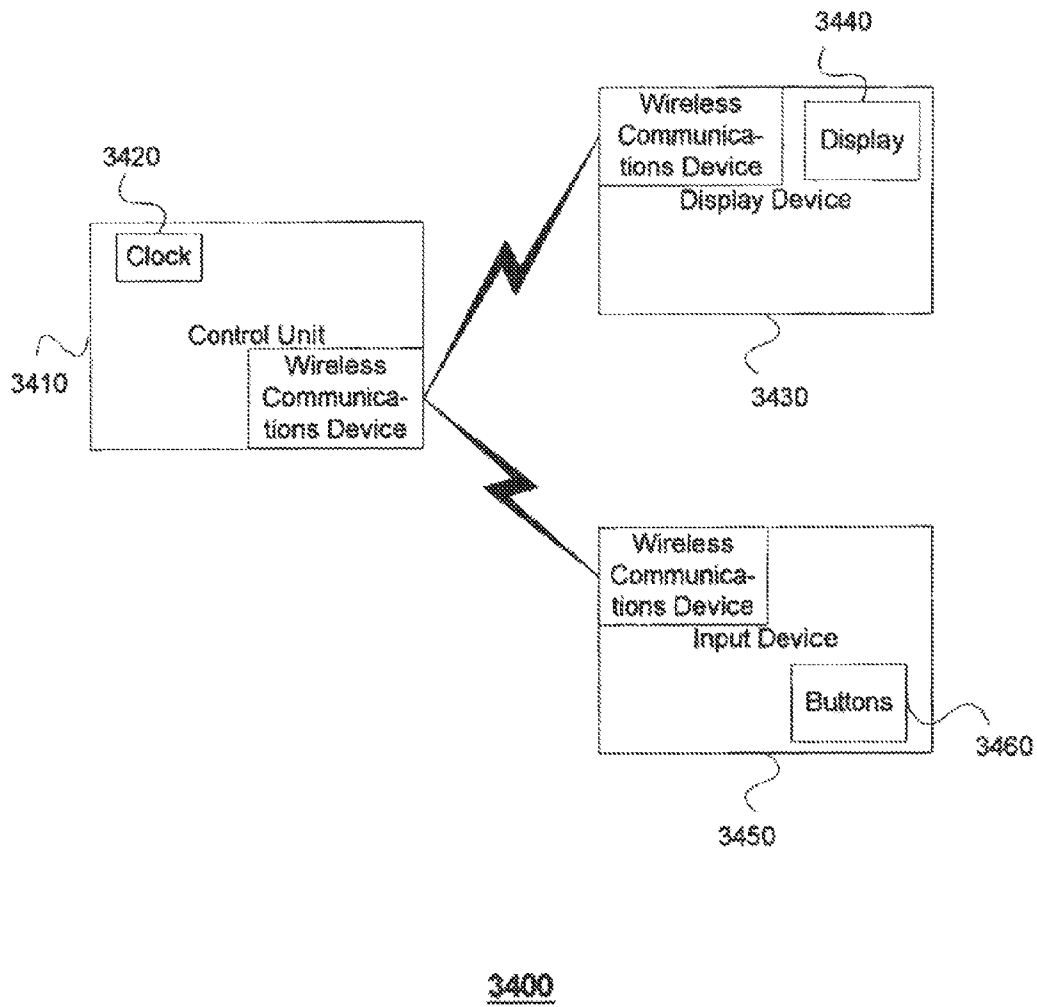 3440
Wireless
Communica-
tions Device
Display
Display Device
3430
3420
Clock
Control Unit
Wireless
Communica-
tions Device
3410
Wireless
Communica-
tions Device
Input Device
Buttons
3460
3450
3400